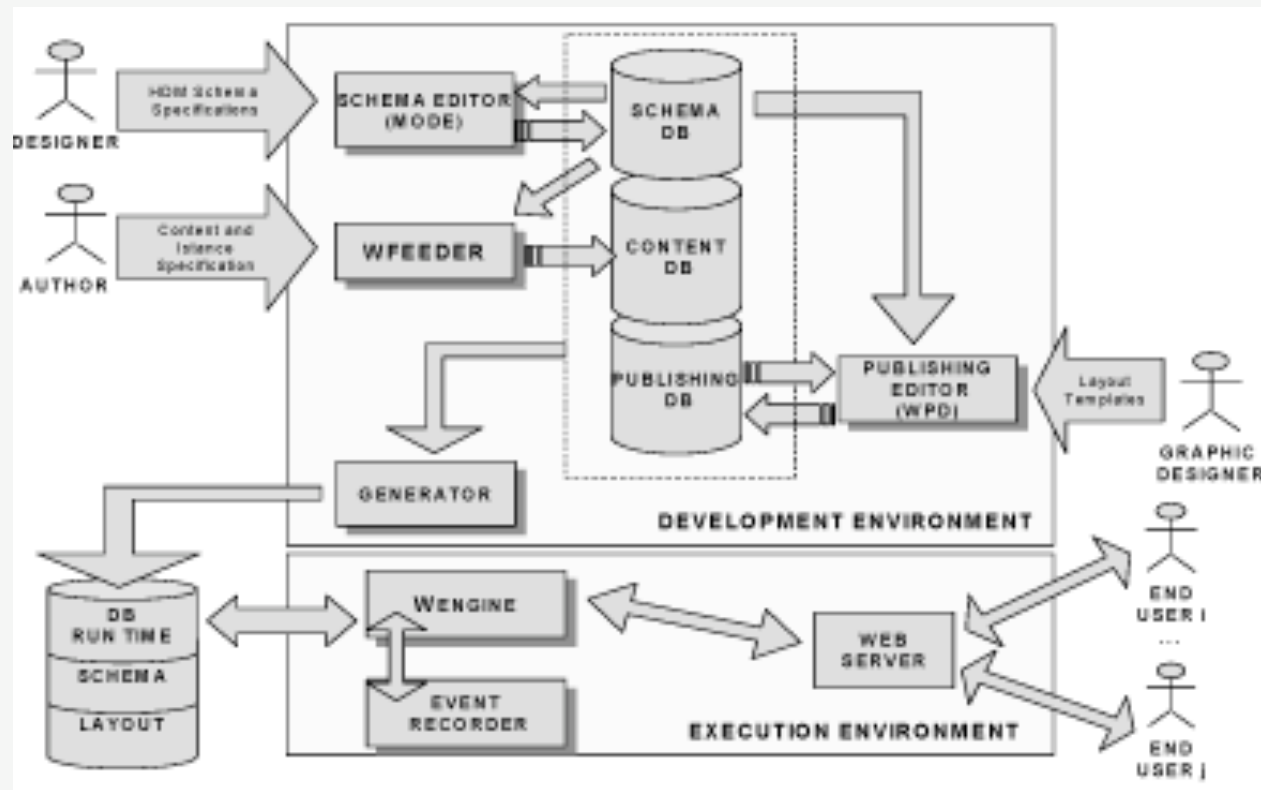 DESIGNER
HDM Schema
Specifications
SCHEMA EDITOR
(MODE)
SCHEMA
DB
AUTHOR
Content and
Istance
Specification
WFEEDER
CONTENT
DB
PUBLISHING
DB
PUBLISHING
EDITOR
(WPD)
Layout
Templates
GRAPHIC
DESIGNER
GENERATOR
DEVELOPMENT ENVIRONMENT
DB
RUN TIME
SCHEMA
LAYOUT
WENGINE
EVENT
RECORDER
WEB
SERVER
EXECUTION ENVIRONMENT
END
USER i
...
END
USER j